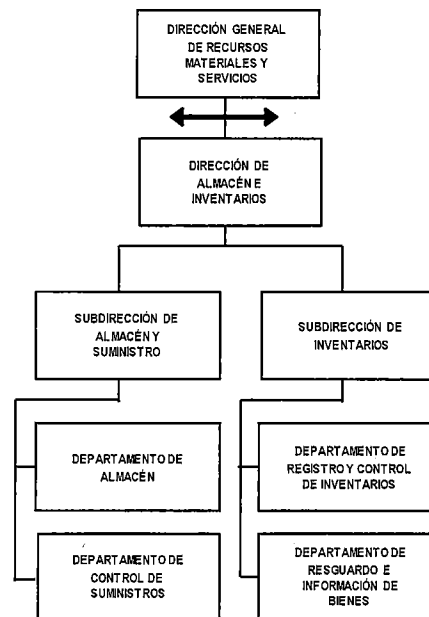 DIRECCIÓN GENERAL
DE RECURSOS
MATERIALES Y
SERVICIOS
DIRECCIÓN DE
ALMACÉN E
INVENTARIOS
SUBDIRECCIÓN DE
ALMACÉN Y
SUMINISTRO
SUBDIRECCIÓN DE
INVENTARIOS
DEPARTAMENTO DE
ALMACÉN
DEPARTAMENTO DE
REGISTRO Y CONTROL
DE INVENTARIOS
DEPARTAMENTO DE
CONTROL DE
SUMINISTROS
DEPARTAMENTO DE
RESGUARDO E
INFORMACIÓN DE
BIENES